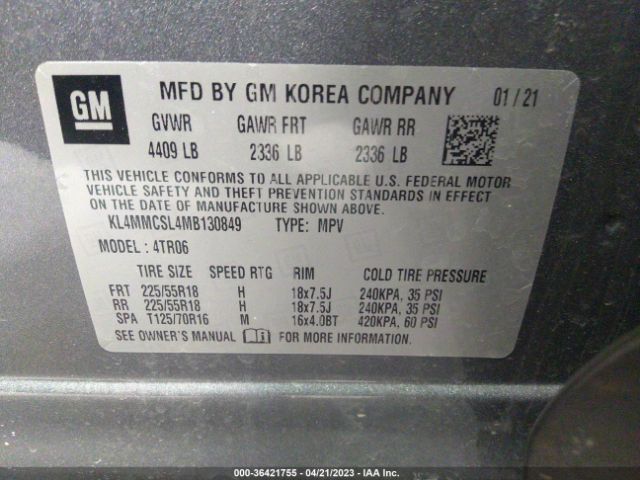 GM MFD BY GM KOREA COMPANY 01/21
GVWR GAWR FRT GAWR RR
4409 LB 2336 LB 2336 LB
THIS VEHICLE CONFORMS TO ALL APPLICABLE U.S. FEDERAL MOTOR
VEHICLE SAFETY AND THEFT PREVENTION STANDARDS IN EFFECT
ON THE DATE OF MANUFACTURE SHOWN ABOVE.
KL4MMCSL4MB130849 TYPE: MPV
MODEL: 4TR06
TIRE SIZE SPEED RTG RIM COLD TIRE PRESSURE
FRT 225/55R18 H 18x7.5J 240KPA, 35 PSI
RR 225/55R18 H 18x7.5J 240KPA, 35 PSI
SPA T125/70R16 M 16x4.0BT 420KPA, 60 PSI
SEE OWNER'S MANUAL FOR MORE INFORMATION.
000-36421755 - 04/21/2023 - IAA Inc.